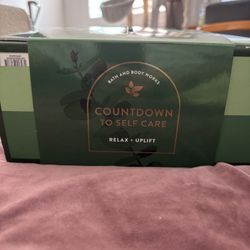 BATH AND BODY WORKS
COUNTDOWN
TO SELF CARE
RELAX + UPLIFT